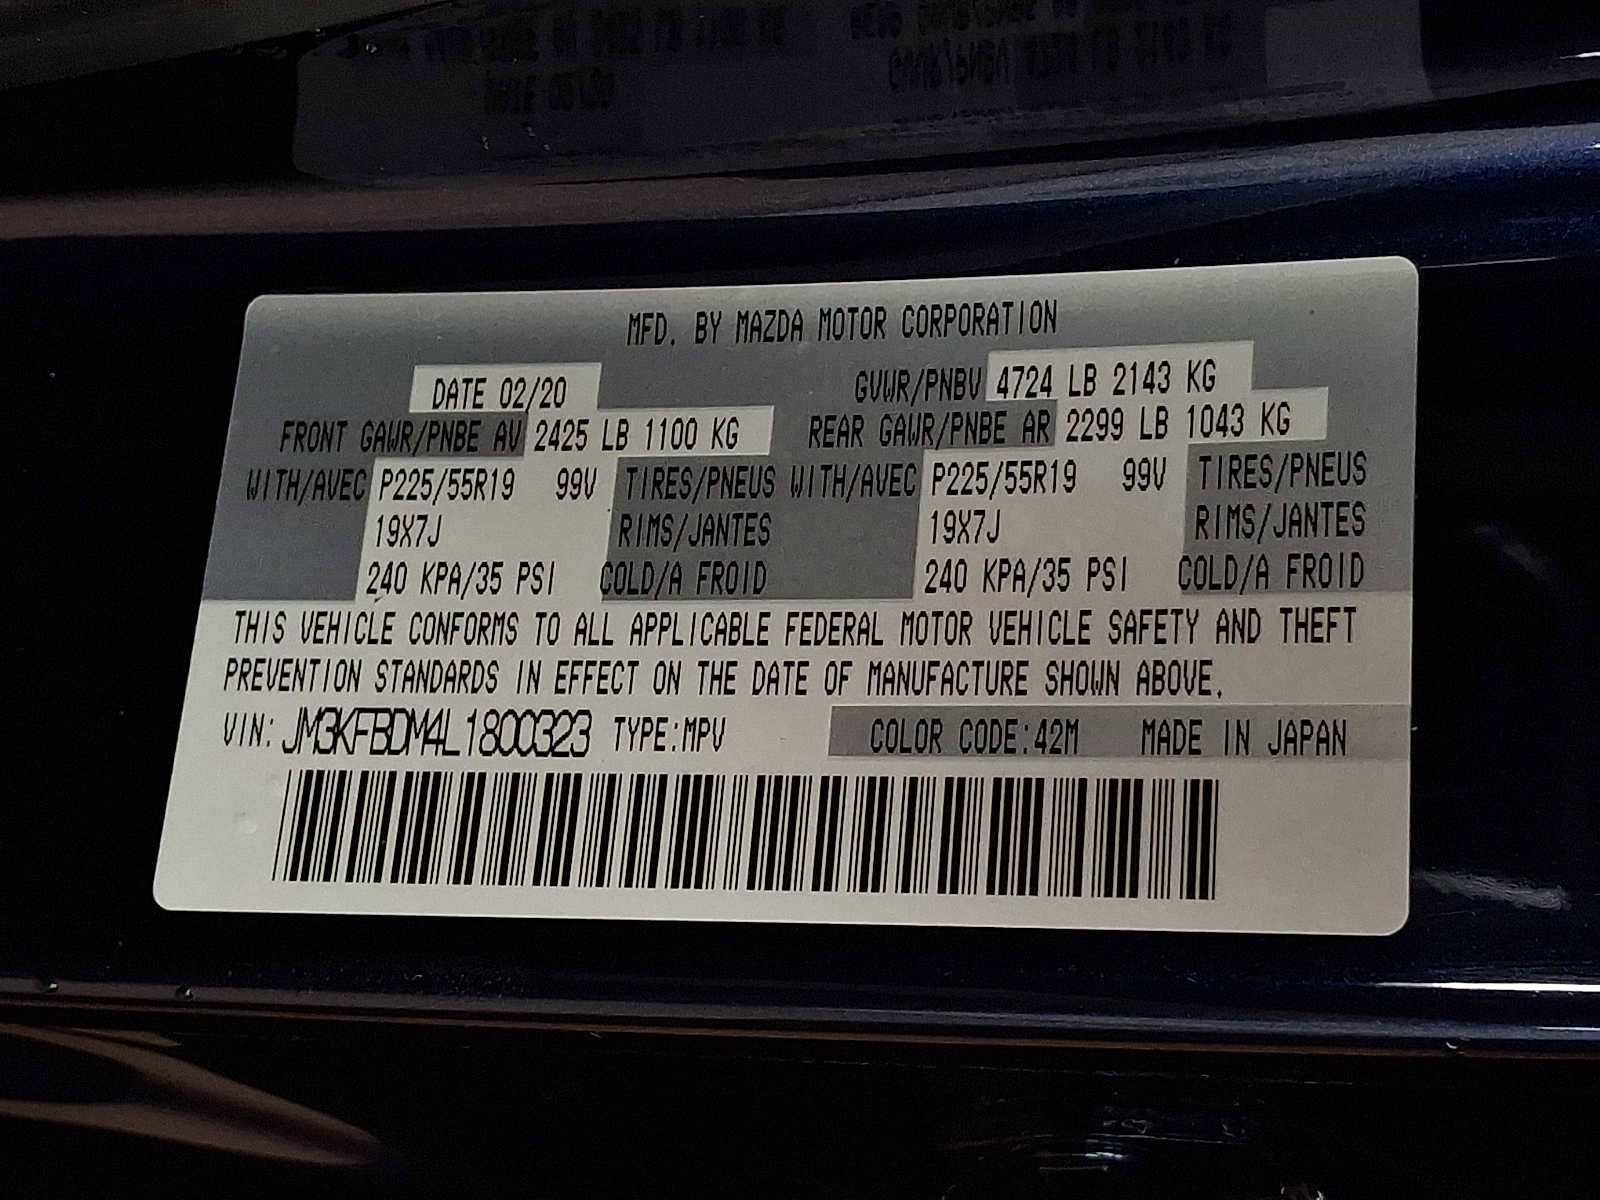 MFD. BY MAZDA MOTOR CORPORATION
DATE 02/20 GVWR/PNBV 4724 LB 2143 KG
FRONT GAWR/PNBE AV 2425 LB 1100 KG REAR GAWR/PNBE AR 2299 LB 1043 KG
WITH/AVEC P225/55R19 99V TIRES/PNEUS WITH/AVEC P225/55R19 99V TIRES/PNEUS
19X7J RIMS/JANTES 19X7J RIMS/JANTES
240 KPA/35 PSI COLD/A FROID 240 KPA/35 PSI COLD/A FROID
THIS VEHICLE CONFORMS TO ALL APPLICABLE FEDERAL MOTOR VEHICLE SAFETY AND THEFT
PREVENTION STANDARDS IN EFFECT ON THE DATE OF MANUFACTURE SHOWN ABOVE.
VIN: JM3KFBDM4L1800323 TYPE:MPV COLOR CODE:42M MADE IN JAPAN